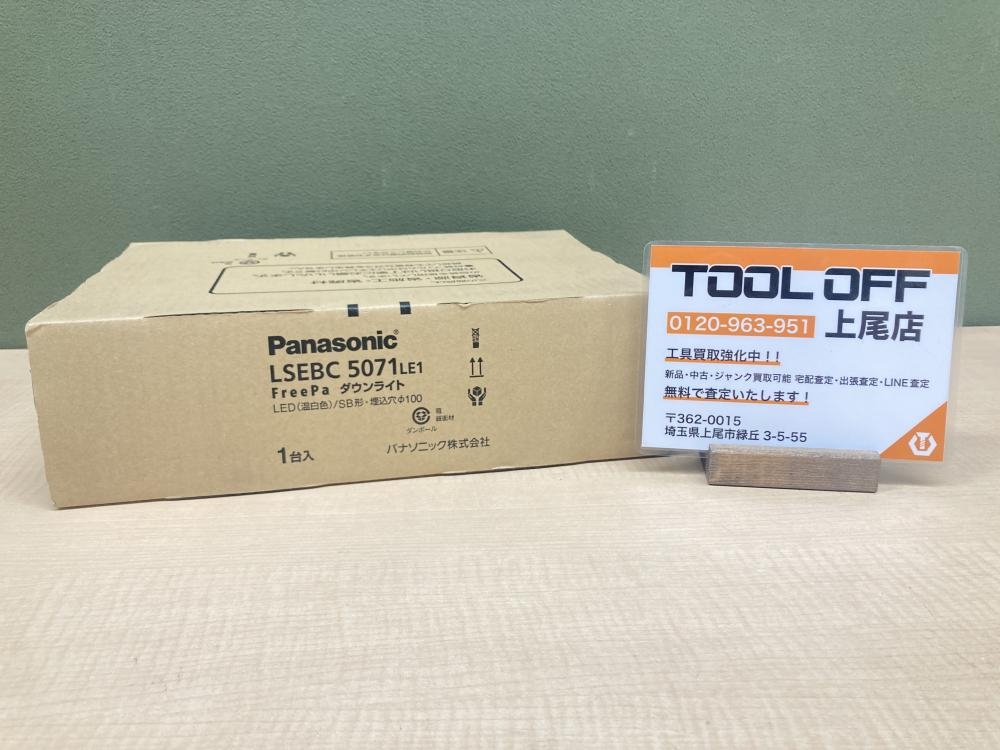 Panasonic®
LSEBC 5071 LE1
FreePa ダウンライト
LED(温白色)/SB形・埋込穴Φ100
ダンボール
1台入
パナソニック株式会社
TOOL OFF
0120-963-951 上尾店
工具買取強化中!!
新品・中古・ジャンク買取可能 宅配査定・出張査定・LINE査定
無料で査定いたします!
〒362-0015
埼玉県上尾市緑丘 3-5-55